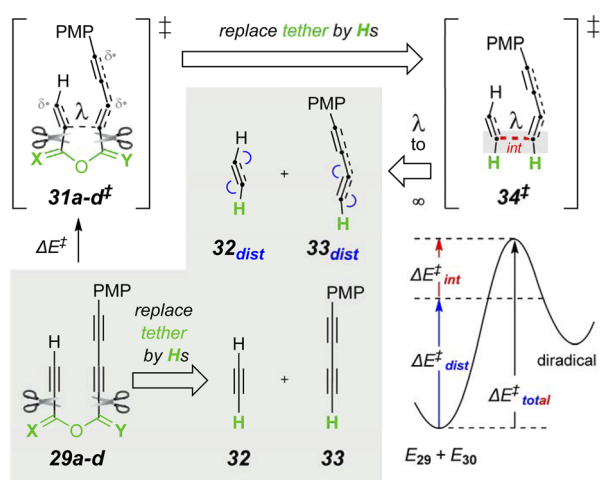 replace tether by Hs
PMP
H
δ•
δ•
δ•
λ
X
O
Y
31a-d‡
‡
PMP
H
λ
int
H
H
34‡
‡
λ
to
∞
H
H
32dist
+
PMP
H
33dist
ΔE‡
PMP
H
X
O
Y
29a-d
replace
tether
by Hs
H
H
32
+
PMP
H
33
ΔE‡int
ΔE‡dist
ΔE‡total
diradical
E29 + E30